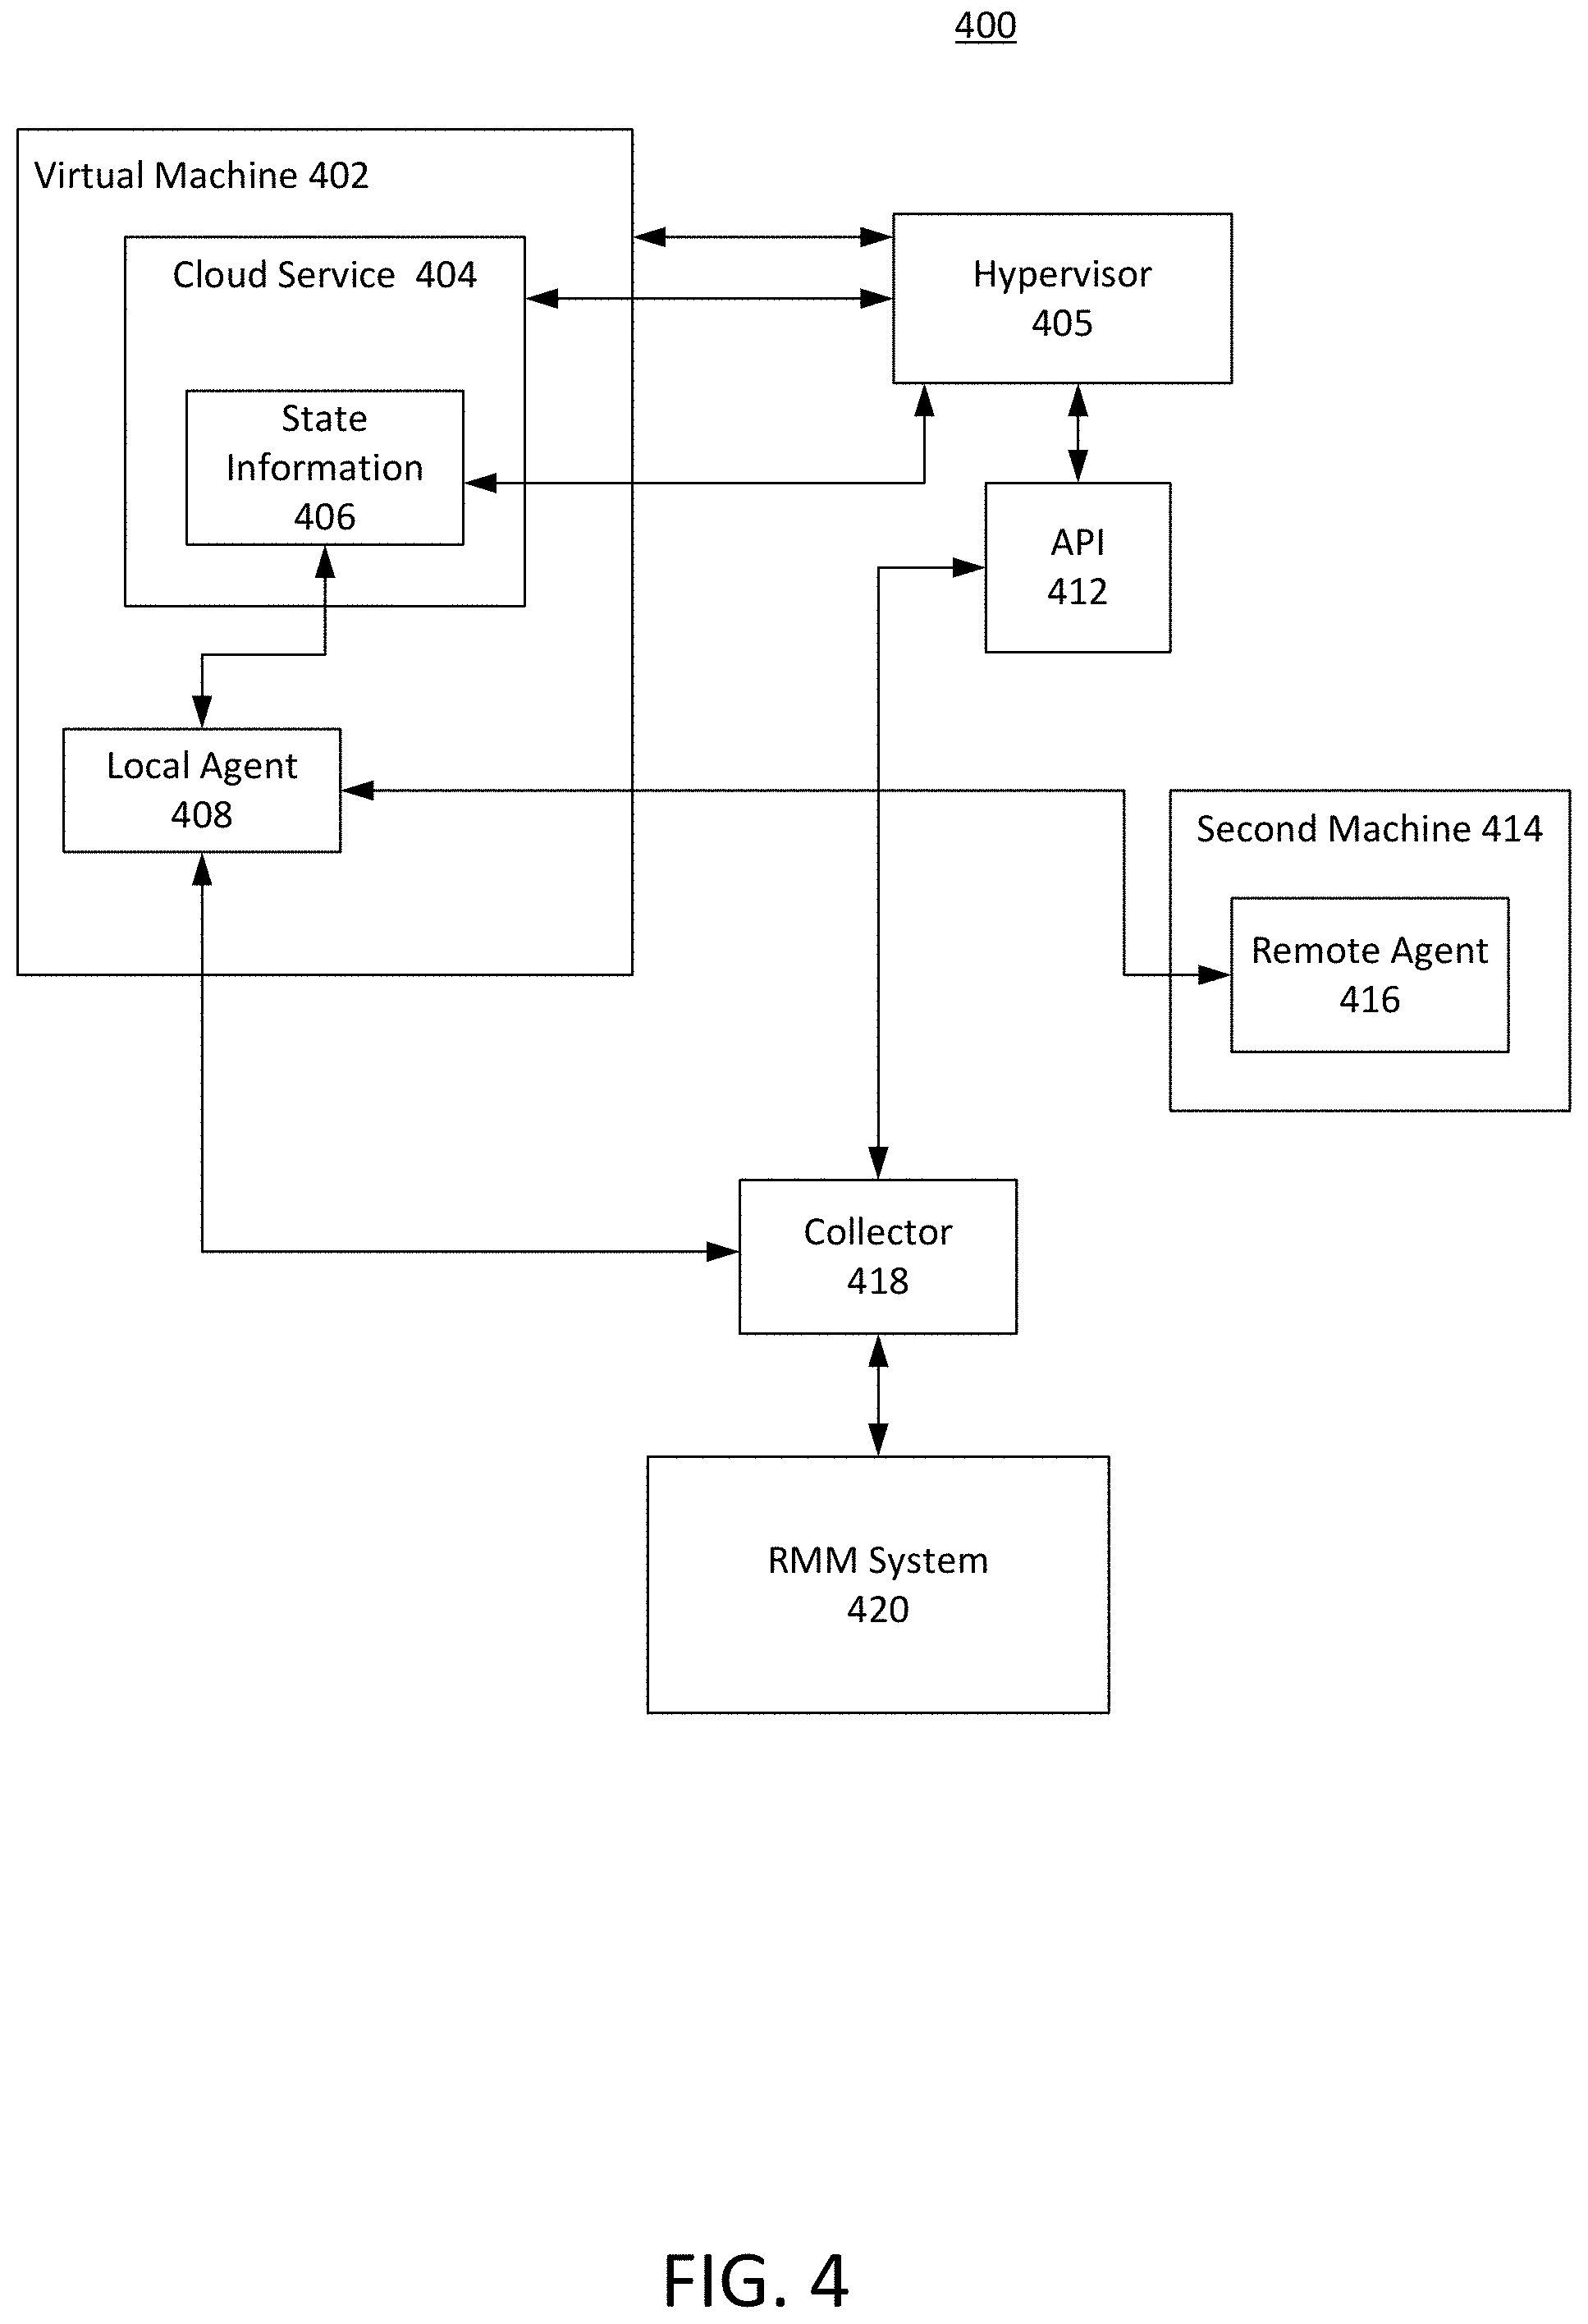 400
Virtual Machine 402
Cloud Service 404
Hypervisor
405
State
Information
406
API
412
Local Agent
408
Second Machine 414
Remote Agent
416
Collector
418
RMM System
420
FIG. 4